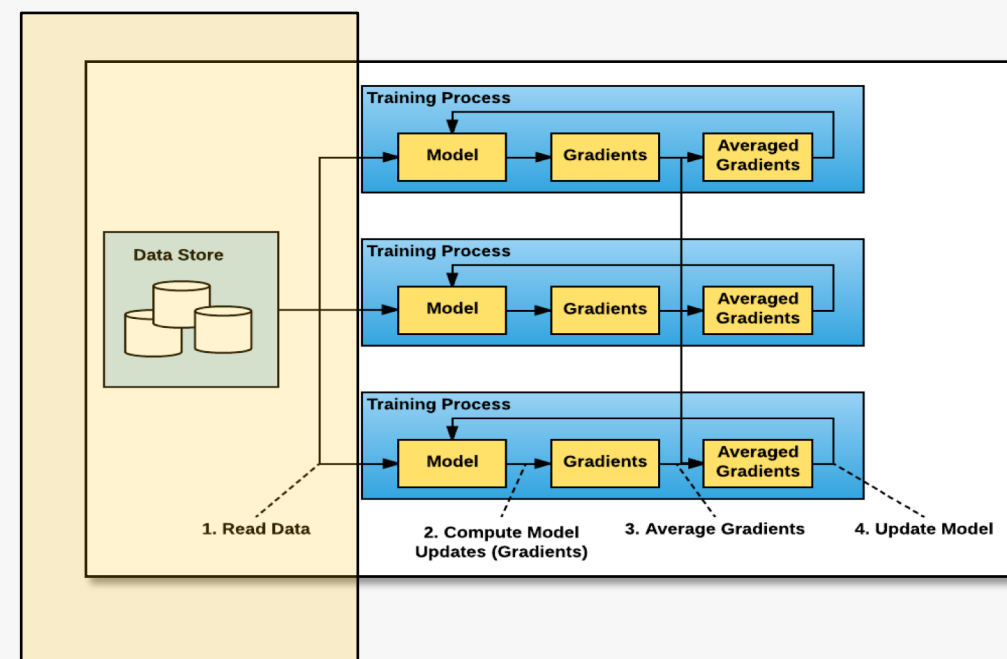 Training Process
Model
Gradients
Averaged
Gradients
Data Store
Training Process
Model
Gradients
Averaged
Gradients
Training Process
Model
Gradients
Averaged
Gradients
1. Read Data
2. Compute Model
Updates (Gradients)
3. Average Gradients
4. Update Model